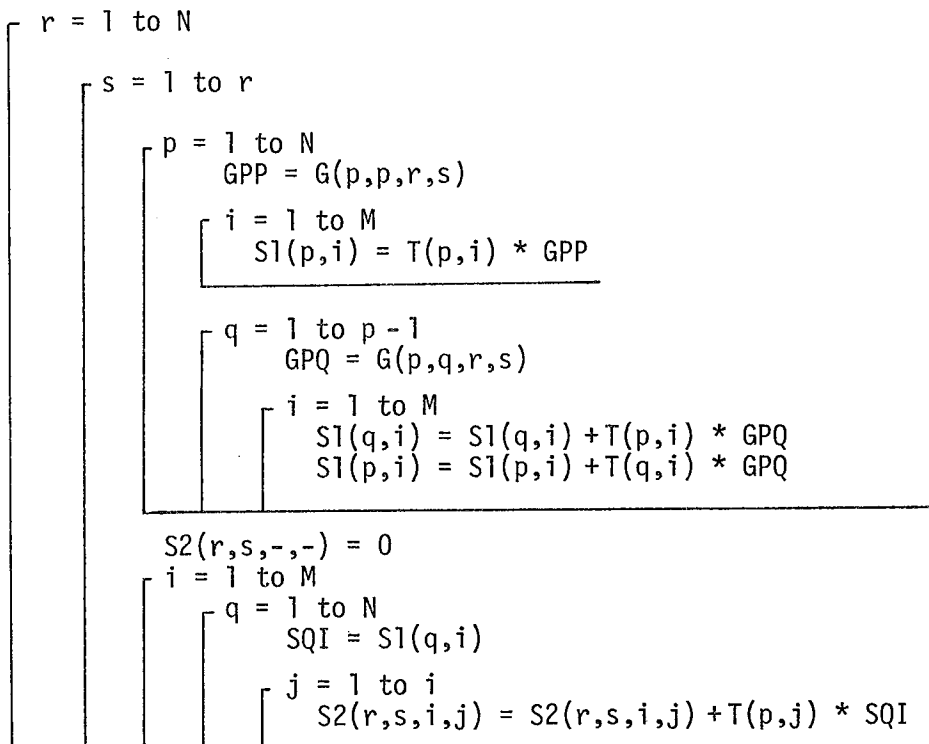 r = 1 to N
s = 1 to r
p = 1 to N
GPP = G(p,p,r,s)
i = 1 to M
S1(p,i) = T(p,i) * GPP
q = 1 to p - 1
GPQ = G(p,q,r,s)
i = 1 to M
S1(q,i) = S1(q,i) + T(p,i) * GPQ
S1(p,i) = S1(p,i) + T(q,i) * GPQ
S2(r,s,-,-) = 0
i = 1 to M
q = 1 to N
SQI = S1(q,i)
j = 1 to i
S2(r,s,i,j) = S2(r,s,i,j) + T(p,j) * SQI